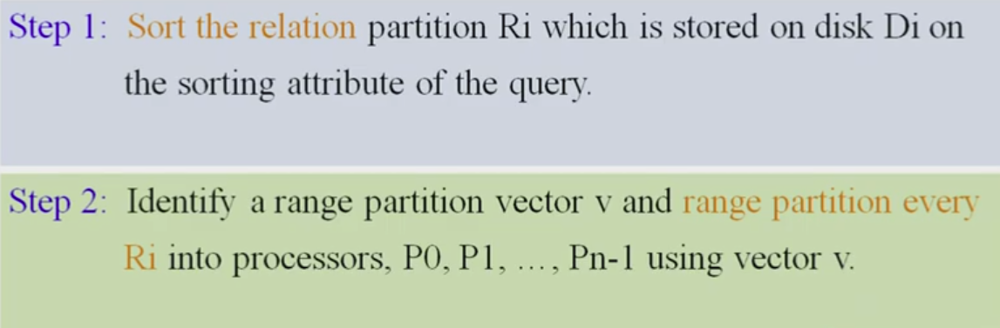 Step 1: Sort the relation partition Ri which is stored on disk Di on
the sorting attribute of the query.
Step 2: Identify a range partition vector v and range partition every
Ri into processors, P0, P1, ..., Pn-1 using vector v.